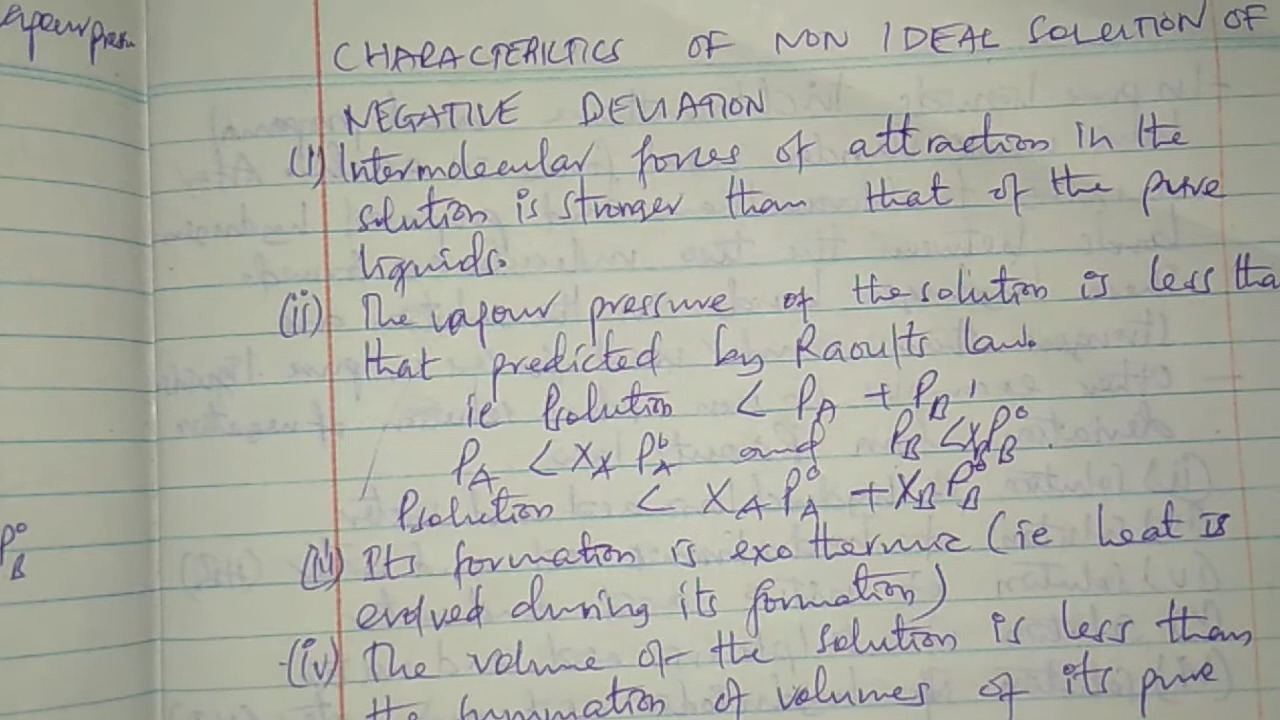 CHARACTERICTICS OF NON IDEAL SOLUTION OF
NEGATIVE DEVIATION
(i) Intermolecular forces of attraction in the
solution is stronger than that of the pure
liquids.
(ii) The vapour pressure of the solution is less tha
that predicted by Raoults law.
ie Psolution < PA + PB,
PA < XA P°A and PB < XB P°B.
Psolution < XA P°A + XB P°B
(iii) Its formation is exothermic (ie heat is
evolved during its formation)
(iv) The volume of the solution is less than
the summation of volumes of its pure
P°B